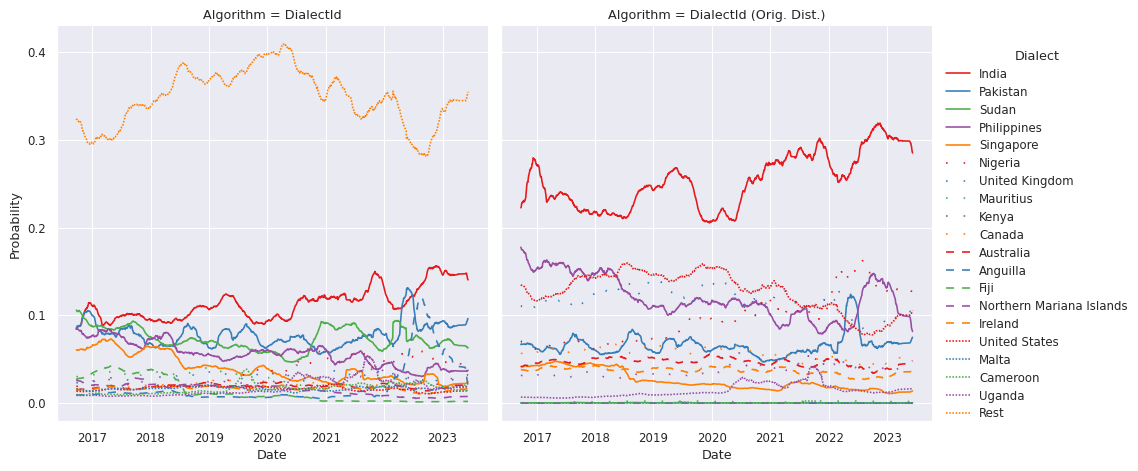 Algorithm = DialectId
Algorithm = DialectId (Orig. Dist.)
Probability
0.4
0.3
0.2
0.1
0.0
2017 2018 2019 2020 2021 2022 2023
Date
2017 2018 2019 2020 2021 2022 2023
Date
Dialect
India
Pakistan
Sudan
Philippines
Singapore
Nigeria
United Kingdom
Mauritius
Kenya
Canada
Australia
Anguilla
Fiji
Northern Mariana Islands
Ireland
United States
Malta
Cameroon
Uganda
Rest